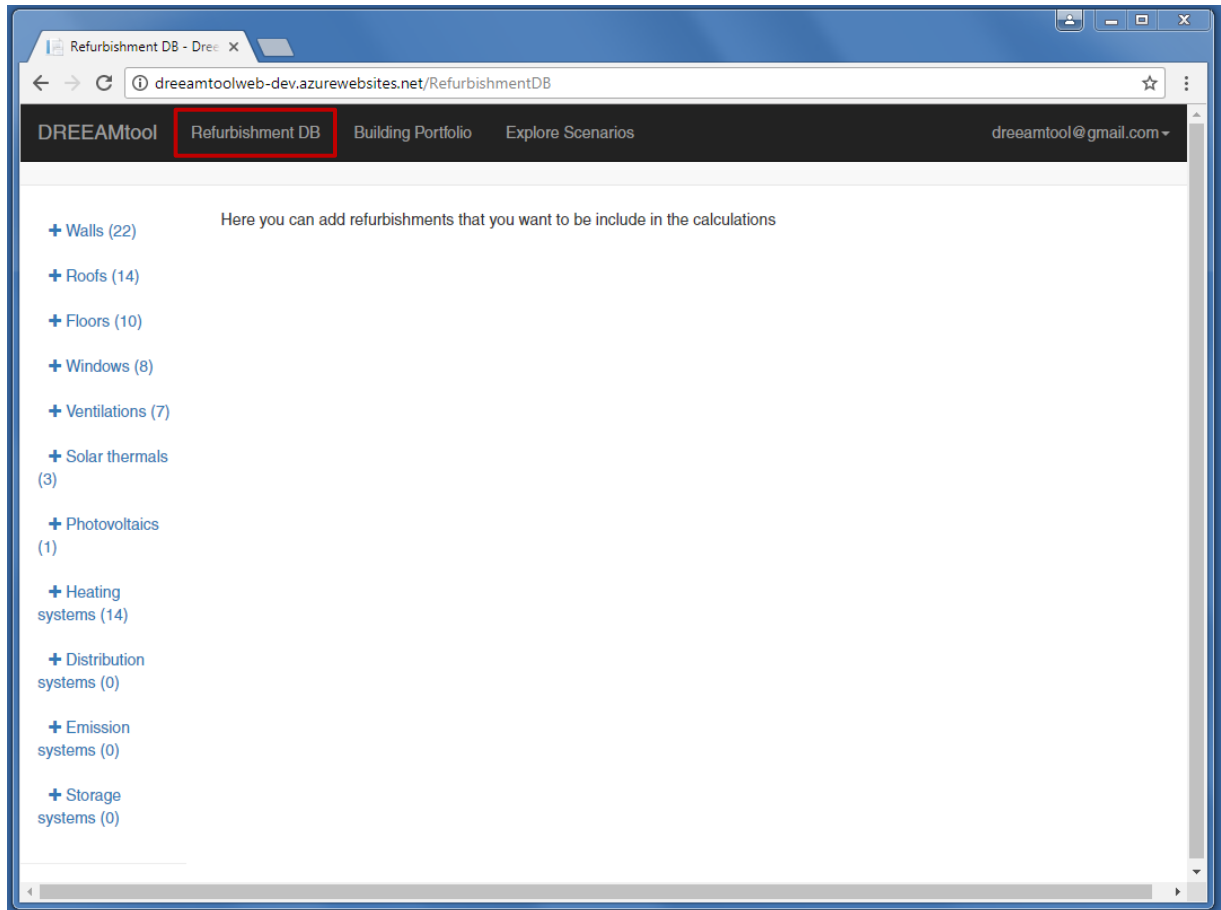 Refurbishment DB - Dree
dreeamtoolweb-dev.azurewebsites.net/RefurbishmentDB
DREEAMtool Refurbishment DB Building Portfolio Explore Scenarios dreeamtool@gmail.com
Here you can add refurbishments that you want to be include in the calculations
+ Walls (22)
+ Roofs (14)
+ Floors (10)
+ Windows (8)
+ Ventilations (7)
+ Solar thermals
(3)
+ Photovoltaics
(1)
+ Heating
systems (14)
+ Distribution
systems (0)
+ Emission
systems (0)
+ Storage
systems (0)